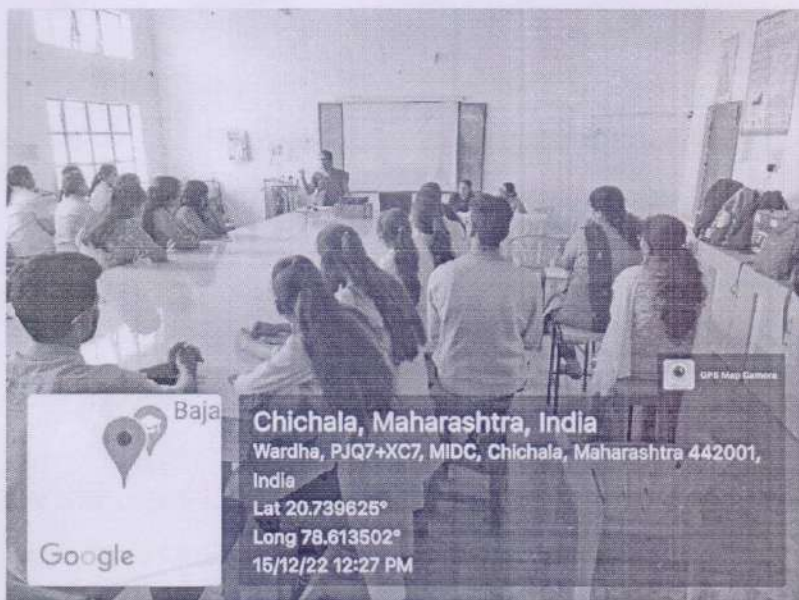 GPS Map Camera
Baja
Google
Chichala, Maharashtra, India
Wardha, PJQ7+XC7, MIDC, Chichala, Maharashtra 442001,
India
Lat 20.739625°
Long 78.613502°
15/12/22 12:27 PM